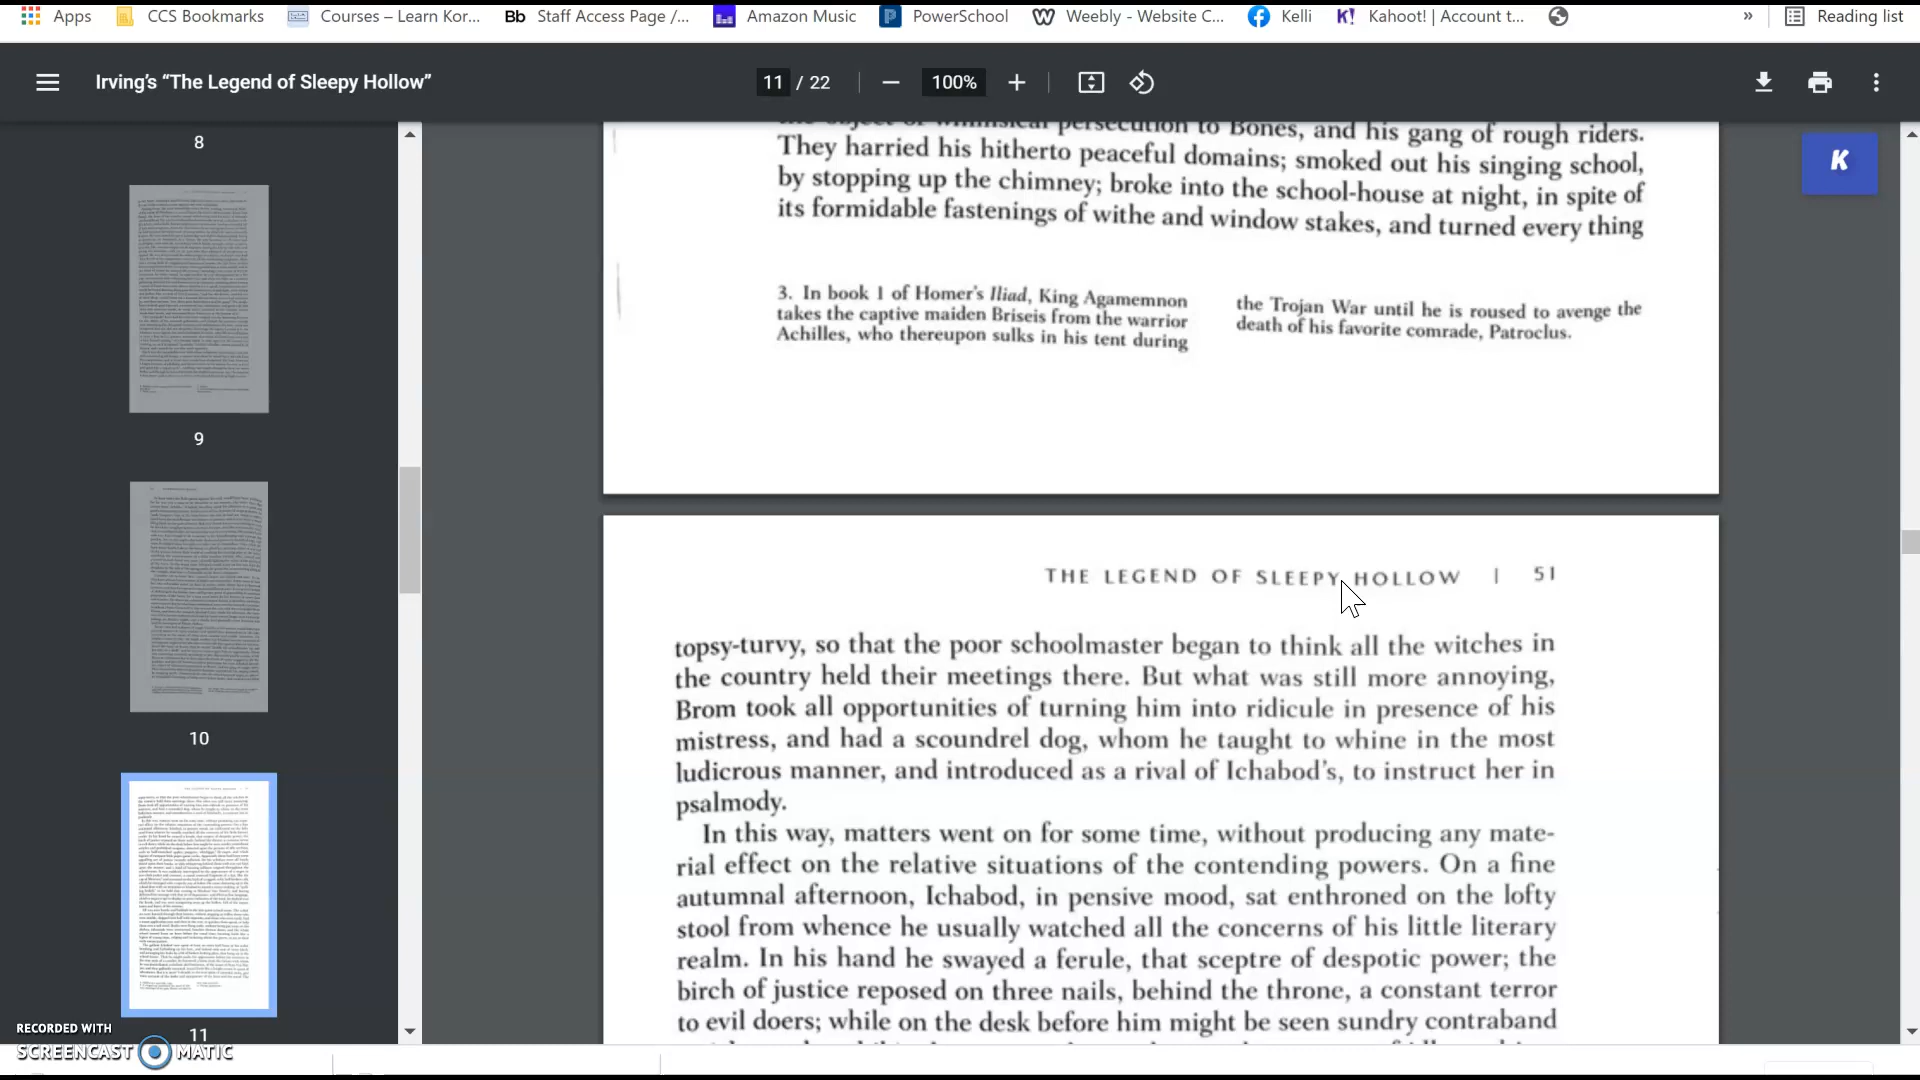 Apps
CCS Bookmarks
Courses – Learn Kor...
Bb Staff Access Page /...
Amazon Music
PowerSchool
Weebly - Website C...
Kelli
K! Kahoot! | Account t...
»
Reading list
Irving’s “The Legend of Sleepy Hollow”
11 / 22
100%
8
9
10
11
K
persecution to Bones, and his gang of rough riders.
They harried his hitherto peaceful domains; smoked out his singing school,
by stopping up the chimney; broke into the school-house at night, in spite of
its formidable fastenings of withe and window stakes, and turned every thing
3. In book 1 of Homer’s Iliad, King Agamemnon
takes the captive maiden Briseis from the warrior
Achilles, who thereupon sulks in his tent during
the Trojan War until he is roused to avenge the
death of his favorite comrade, Patroclus.
THE LEGEND OF SLEEPY HOLLOW | 51
topsy-turvy, so that the poor schoolmaster began to think all the witches in
the country held their meetings there. But what was still more annoying,
Brom took all opportunities of turning him into ridicule in presence of his
mistress, and had a scoundrel dog, whom he taught to whine in the most
ludicrous manner, and introduced as a rival of Ichabod’s, to instruct her in
psalmody.
In this way, matters went on for some time, without producing any mate-
rial effect on the relative situations of the contending powers. On a fine
autumnal afternoon, Ichabod, in pensive mood, sat enthroned on the lofty
stool from whence he usually watched all the concerns of his little literary
realm. In his hand he swayed a ferule, that sceptre of despotic power; the
birch of justice reposed on three nails, behind the throne, a constant terror
to evil doers; while on the desk before him might be seen sundry contraband
RECORDED WITH
SCREENCAST MATIC